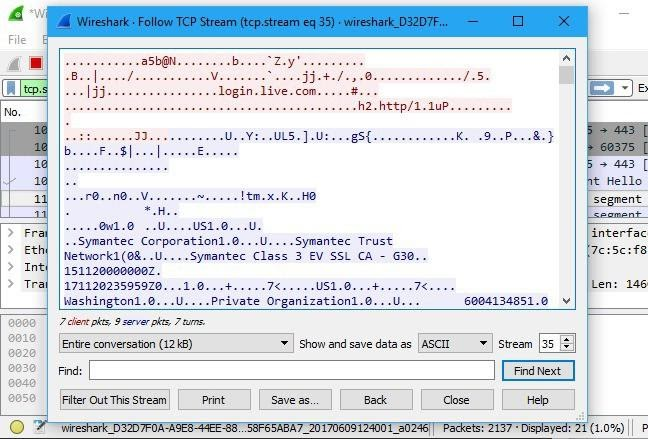 Wireshark · Follow TCP Stream (tcp.stream eq 35) · wireshark_D32D7F...
*Wi
File
tcp.s
Ex
No.
...........a5b@N........b....`Z.y'.........
.B..|..../..........V.......`....jj.+./.,.0............./.5.
...|jj................login.live.com.....#...
..........................................h2.http/1.1uP.........
.
..::......JJ............U..Y:..UL5.].U:...gS{............K. .9..P...&.}
b....F..$|...|.....E.....
...............
..
...r0..n0..V.......~.....!tm.x.K..H0
. *.H..
.....0w1.0 ..U....US1.0...U.
..Symantec Corporation1.0...U....Symantec Trust
Network1(0&..U....Symantec Class 3 EV SSL CA - G30..
151120000000Z.
171120235959Z0...1.0...+.....7<....US1.0...+.....7<....
Washington1.0...U....Private Organization1.0...U... 6004134851.0
10
10
10
10
11
11
5 → 443 [
→ 60375 [
5 → 443 [
nt Hello
segment
segment
Fran
Ethe
Inte
Tra
interfac
(7c:5c:f8
Len: 146
0000
0010
0020
0030
0040
0050
7 client pkts, 9 server pkts, 7 turns.
Entire conversation (12 kB)
Show and save data as
ASCII
Stream
35
Find:
Find Next
Filter Out This Stream
Print
Save as...
Back
Close
Help
wireshark_D32D7F0A-A9E8-44EE-88...58F65ABA7_20170609124001_a0246
Packets: 2137 · Displayed: 21 (1.0%)
P